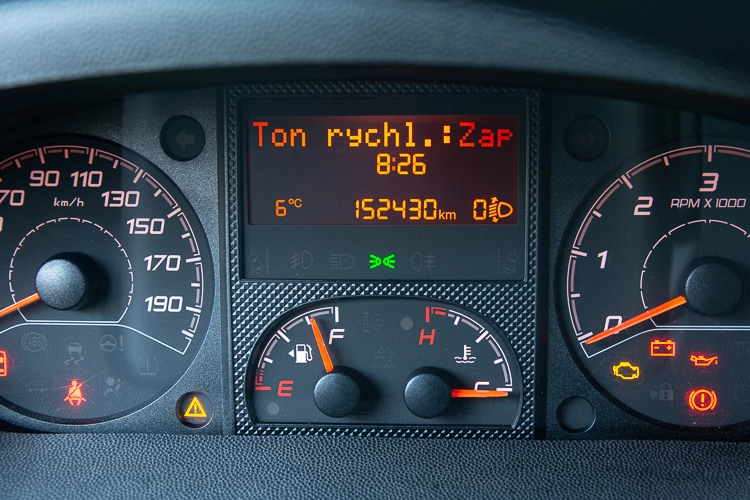 Ton rychl.:Zap
8:26
6°C 152430km 0
70 90 110 130 150 170 190
km/h
F
E
H
C
0 1 2 3
RPM X 1000